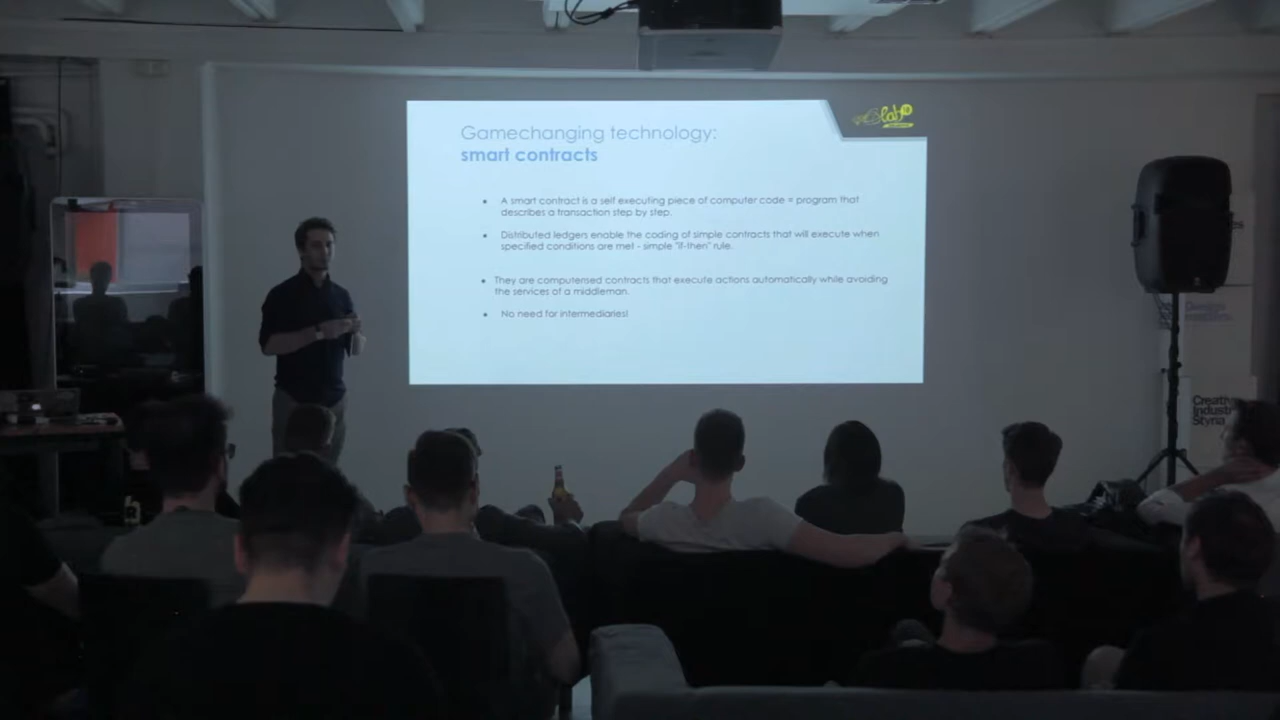 Gamechanging technology:
smart contracts
lab10
• A smart contract is a self executing piece of computer code = program that
describes a transaction step by step.
• Distributed ledgers enable the coding of simple contracts that will execute when
specified conditions are met - simple "if-then" rule.
• They are computerised contracts that execute actions automatically while avoiding
the services of a middleman.
• No need for intermediaries!
Creative
Industr
Styria